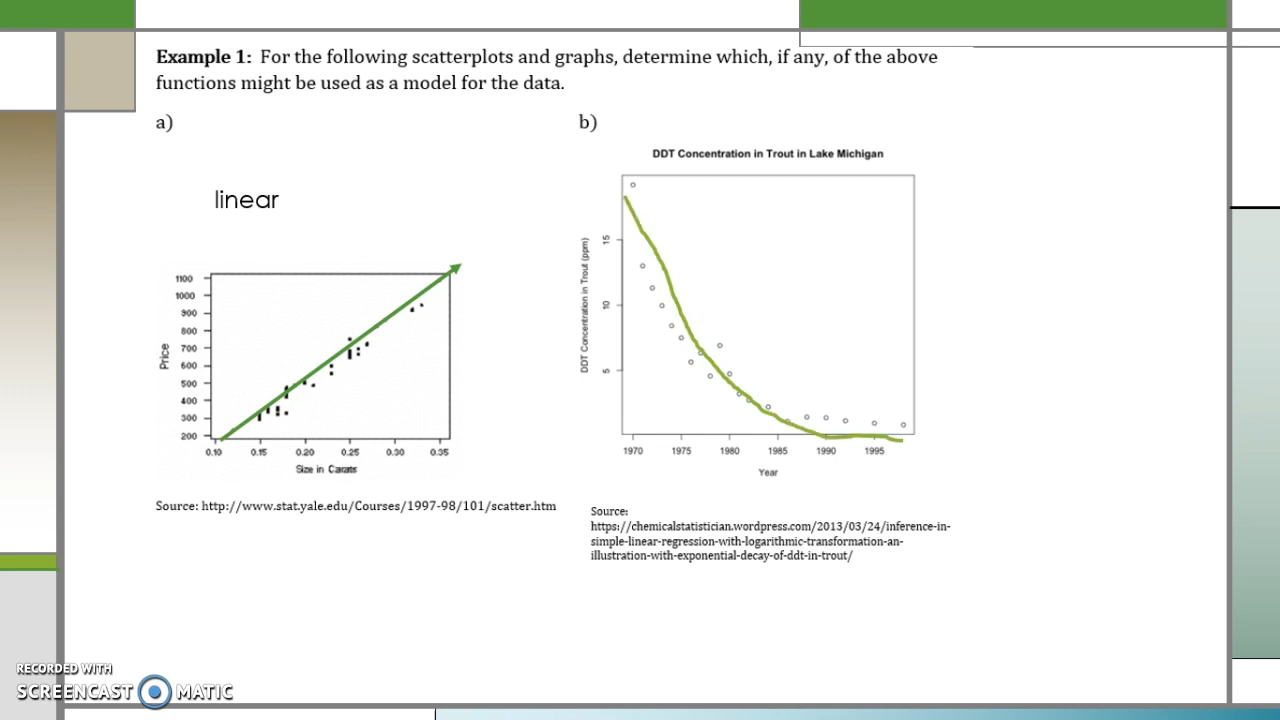 Example 1: For the following scatterplots and graphs, determine which, if any, of the above
functions might be used as a model for the data.
a)
b)
linear
DDT Concentration in Trout in Lake Michigan
1100
1000
900
800
700
600
500
400
300
200
Price
0.10 0.15 0.20 0.25 0.30 0.35
Size in Carats
DDT Concentration in Trout (ppm)
15
10
5
1970 1975 1980 1985 1990 1995
Year
Source: http://www.stat.yale.edu/Courses/1997-98/101/scatter.htm
Source:
https://chemicalstatistician.wordpress.com/2013/03/24/inference-in-
simple-linear-regression-with-logarithmic-transformation-an-
illustration-with-exponential-decay-of-ddt-in-trout/
RECORDED WITH
SCREENCAST MATIC